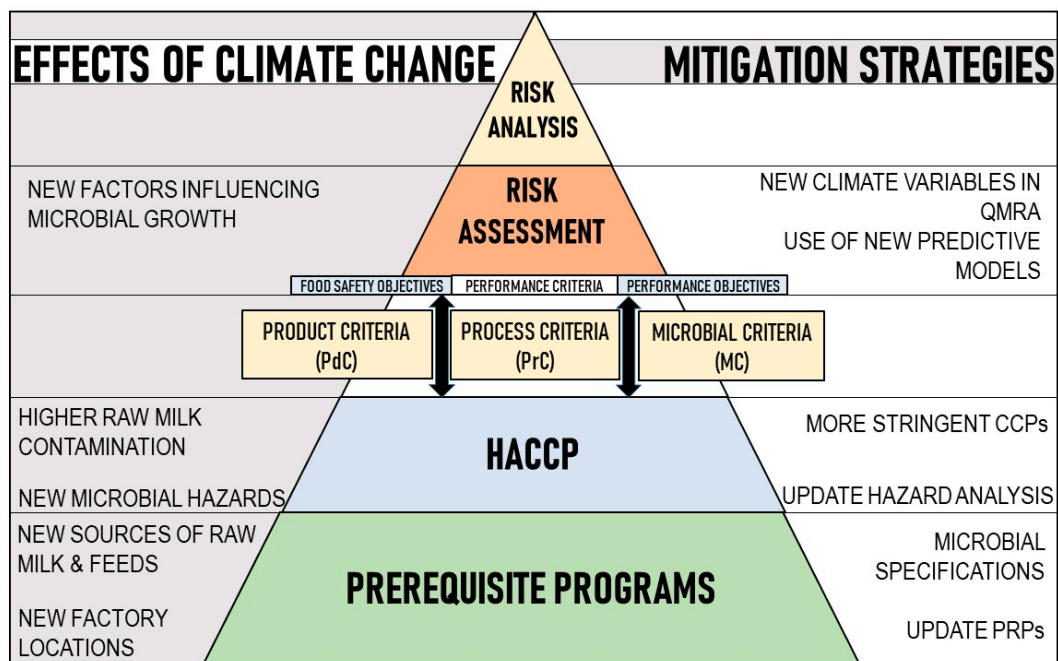 EFFECTS OF CLIMATE CHANGE
MITIGATION STRATEGIES
RISK
ANALYSIS
NEW FACTORS INFLUENCING
MICROBIAL GROWTH
RISK
ASSESSMENT
NEW CLIMATE VARIABLES IN
QMRA
USE OF NEW PREDICTIVE
MODELS
FOOD SAFETY OBJECTIVES
PERFORMANCE CRITERIA
PERFORMANCE OBJECTIVES
PRODUCT CRITERIA
(PdC)
PROCESS CRITERIA
(PrC)
MICROBIAL CRITERIA
(MC)
HIGHER RAW MILK
CONTAMINATION
NEW MICROBIAL HAZARDS
HACCP
MORE STRINGENT CCPs
UPDATE HAZARD ANALYSIS
NEW SOURCES OF RAW
MILK & FEEDS
NEW FACTORY
LOCATIONS
PREREQUISITE PROGRAMS
MICROBIAL
SPECIFICATIONS
UPDATE PRPs